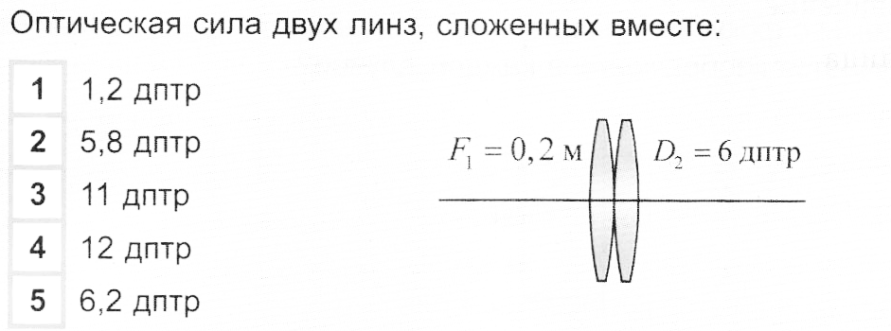 Оптическая сила двух линз, сложенных вместе:
1 1,2 дптр
2 5,8 дптр
3 11 дптр
4 12 дптр
5 6,2 дптр
F₁ = 0,2 м D₂ = 6 дптр